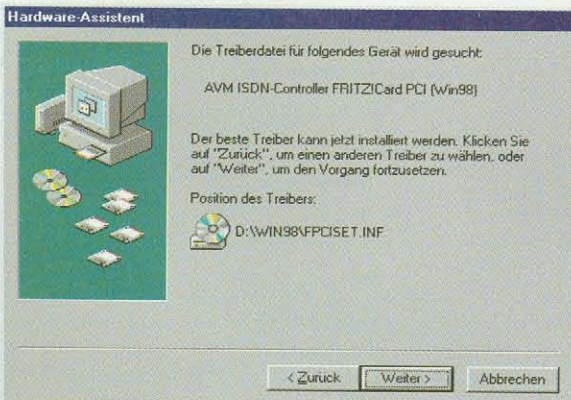 Hardware-Assistent
Die Treiberdatei für folgendes Gerät wird gesucht:
AVM ISDN-Controller FRITZ!Card PCI (Win98)
Der beste Treiber kann jetzt installiert werden. Klicken Sie
auf "Zurück", um einen anderen Treiber zu wählen, oder
auf "Weiter", um den Vorgang fortzusetzen.
Position des Treibers:
D:\WIN98\FPCISET.INF
< Zurück
Weiter >
Abbrechen